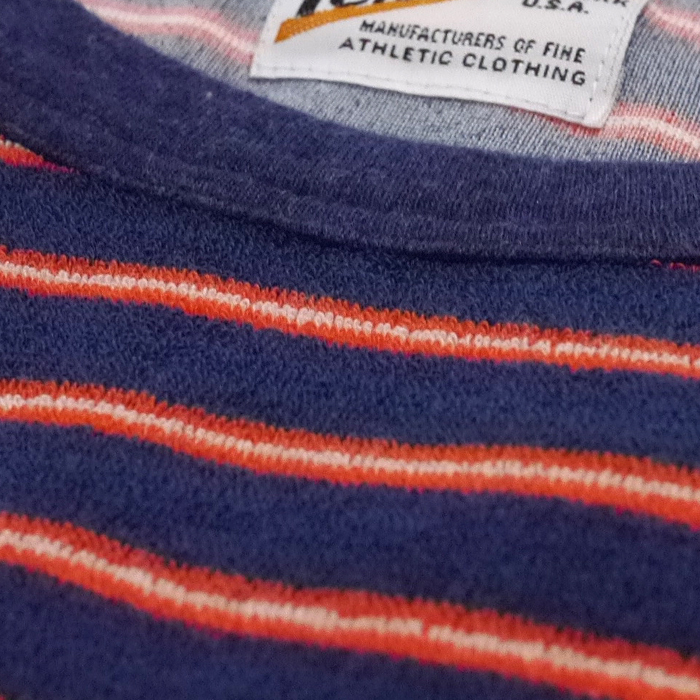 U.S.A.
MANUFACTURERS OF FINE
ATHLETIC CLOTHING